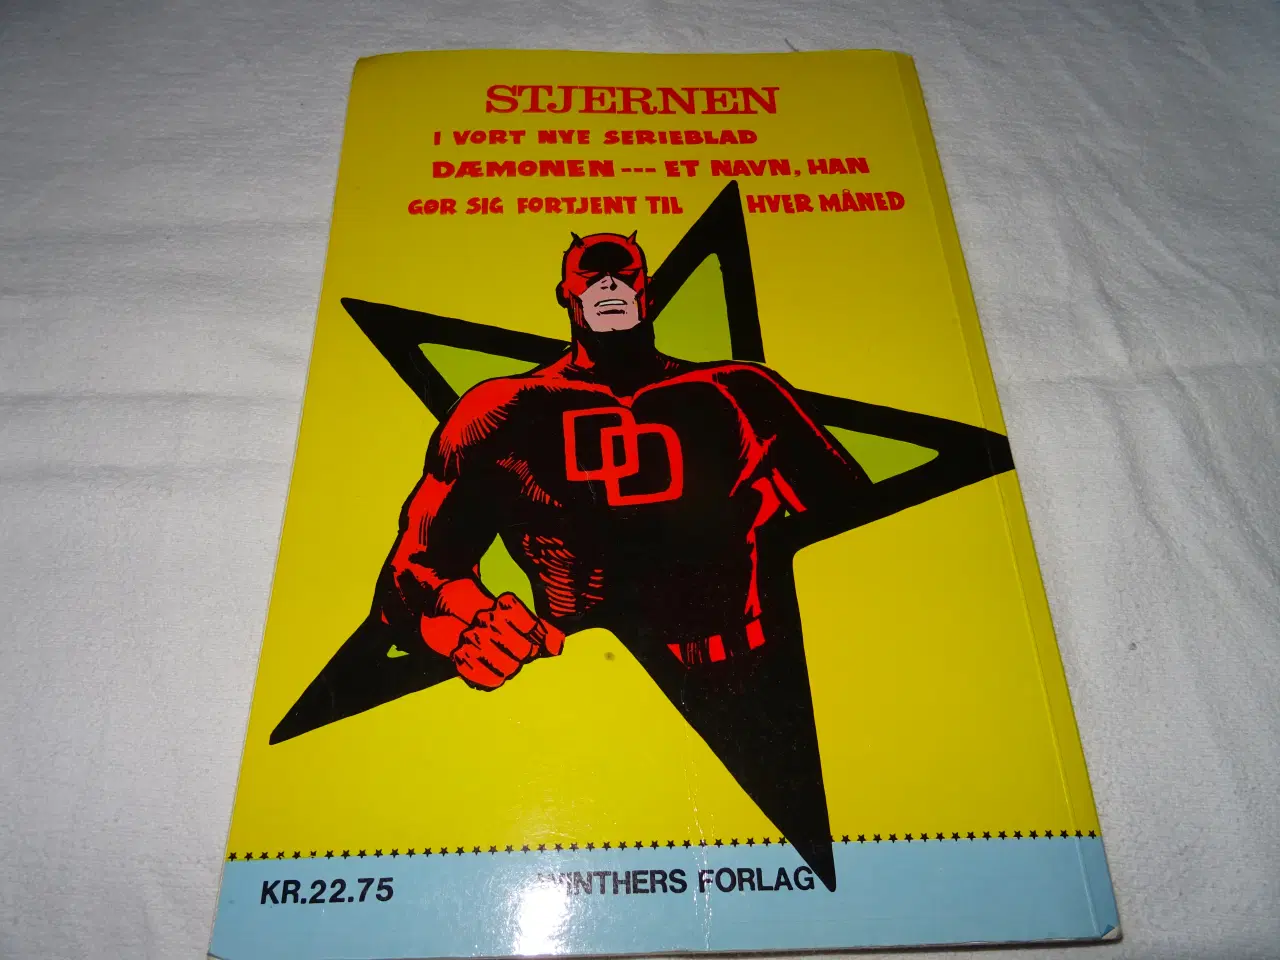 STJERNEN
I VORT NYE SERIEBLAD
DÆMONEN --- ET NAVN, HAN
GØR SIG FORTJENT TIL HVER MÅNED
DD
KR.22.75
WINTHERS FORLAG